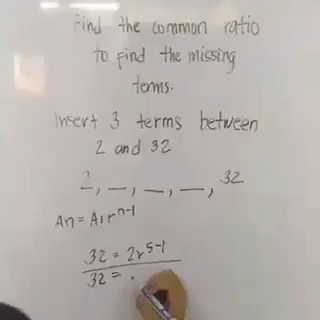 Find the common ratio
to find the missing
terms.
Insert 3 terms between
2 and 32
2, _, _, _, 32
An = A1r^n-1
32 = 2r^5-1
32 =